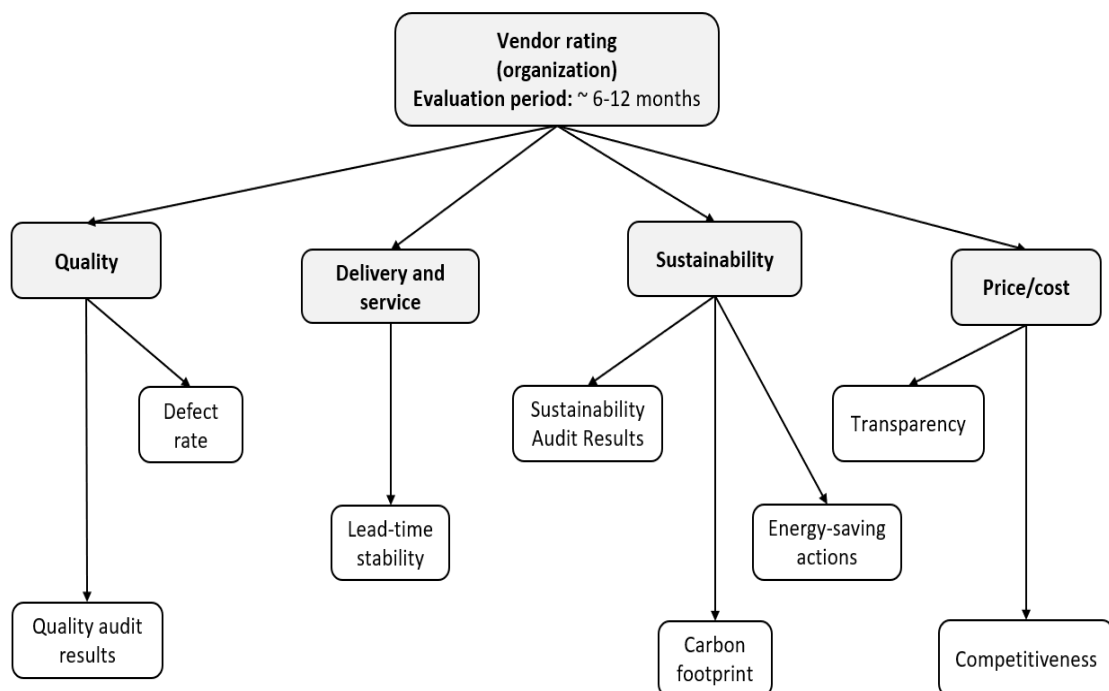 Vendor rating
(organization)
Evaluation period: ~ 6-12 months
Quality
Delivery and
service
Sustainability
Price/cost
Defect
rate
Sustainability
Audit Results
Transparency
Lead-time
stability
Energy-saving
actions
Quality audit
results
Carbon
footprint
Competitiveness